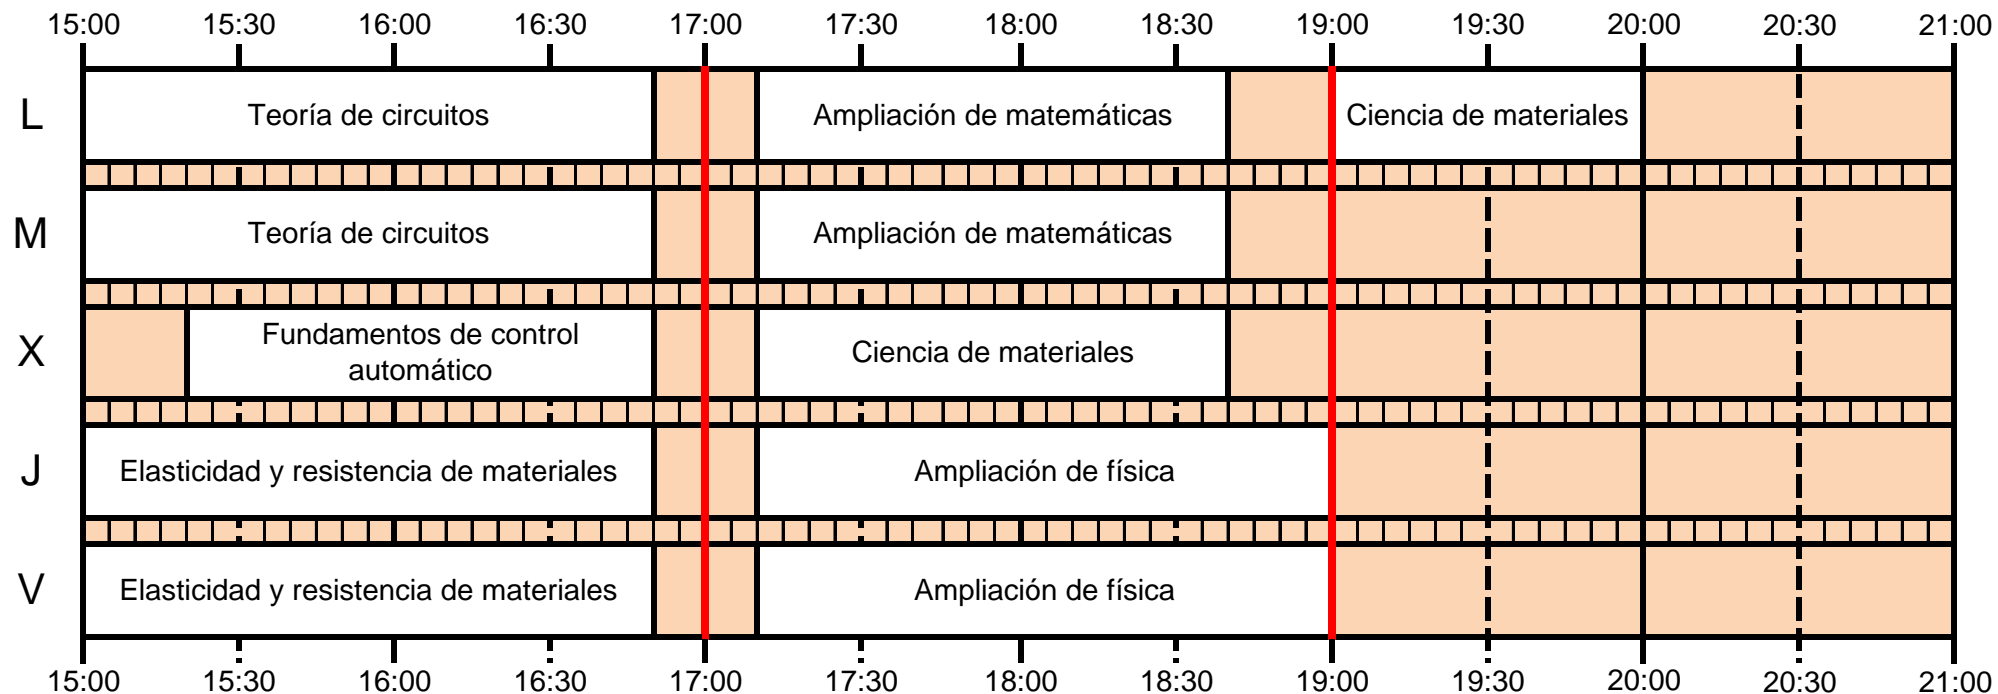 15:00 15:30 16:00 16:30 17:00 17:30 18:00 18:30 19:00 19:30 20:00 20:30 21:00
L Teoría de circuitos Ampliación de matemáticas Ciencia de materiales
M Teoría de circuitos Ampliación de matemáticas
X Fundamentos de control
automático Ciencia de materiales
J Elasticidad y resistencia de materiales Ampliación de física
V Elasticidad y resistencia de materiales Ampliación de física
15:00 15:30 16:00 16:30 17:00 17:30 18:00 18:30 19:00 19:30 20:00 20:30 21:00